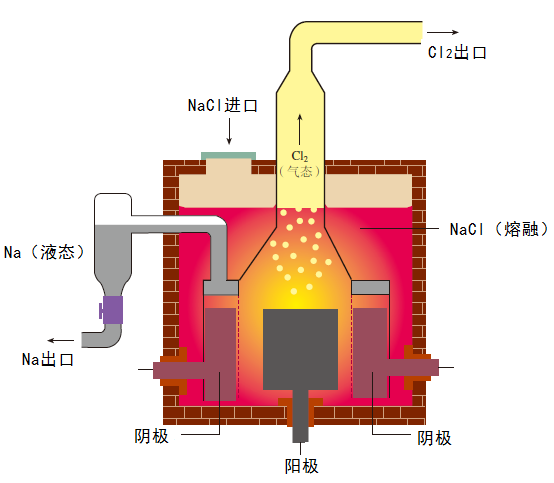 Cl2出口
NaCl进口
Cl2
（气态）
NaCl（熔融）
Na（液态）
Na出口
阴极
阴极
阳极